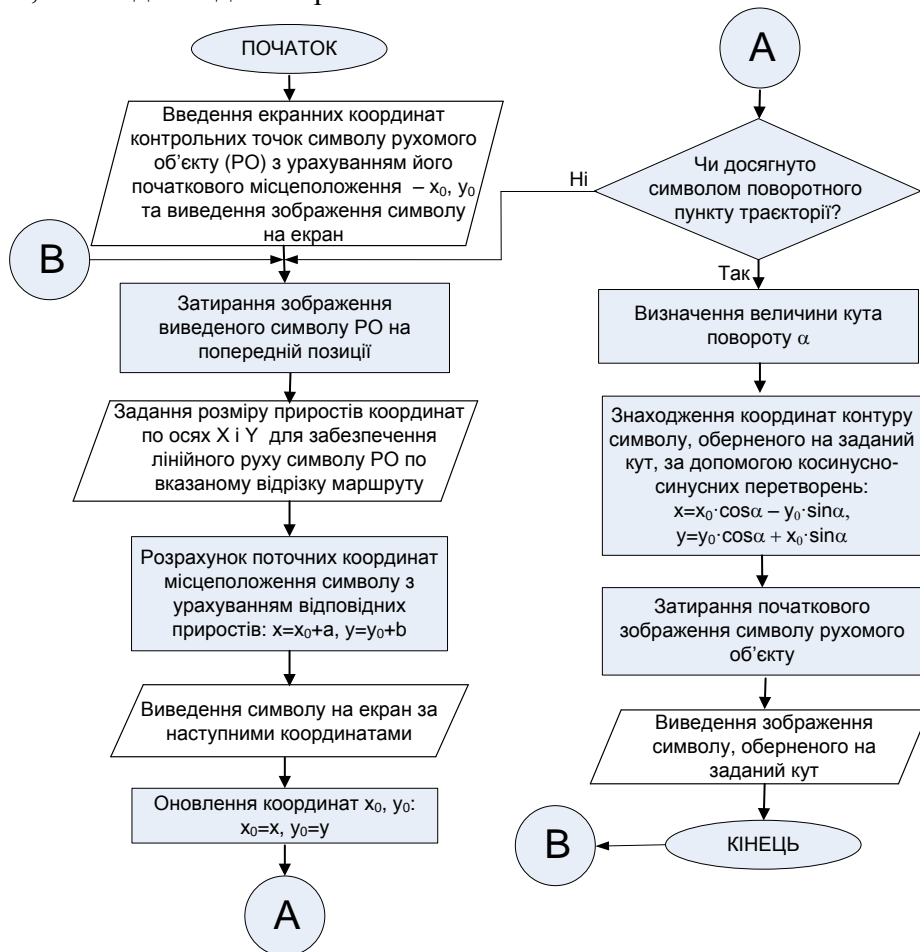 ПОЧАТОК
Введення екранних координат
контрольних точок символу рухомого
об’єкту (РО) з урахуванням його
початкового місцеположення – x₀, y₀
та виведення зображення символу
на екран
В
Затирання зображення
виведеного символу РО на
попередній позиції
Задання розміру приростів координат
по осях X і Y для забезпечення
лінійного руху символу РО по
вказаному відрізку маршруту
Розрахунок поточних координат
місцеположення символу з
урахуванням відповідних
приростів: x=x₀+a, y=y₀+b
Виведення символу на екран за
наступними координатами
Оновлення координат x₀, y₀:
x₀=x, y₀=y
А
А
Чи досягнуто
символом поворотного
пункту траєкторії?
Ні
Так
Визначення величини кута
повороту α
Знаходження координат контуру
символу, оберненого на заданий
кут, за допомогою косинусно-
синусних перетворень:
x=x₀·cosα – y₀·sinα,
y=y₀·cosα + x₀·sinα
Затирання початкового
зображення символу рухомого
об’єкту
Виведення зображення
символу, оберненого на
заданий кут
КІНЕЦЬ
В